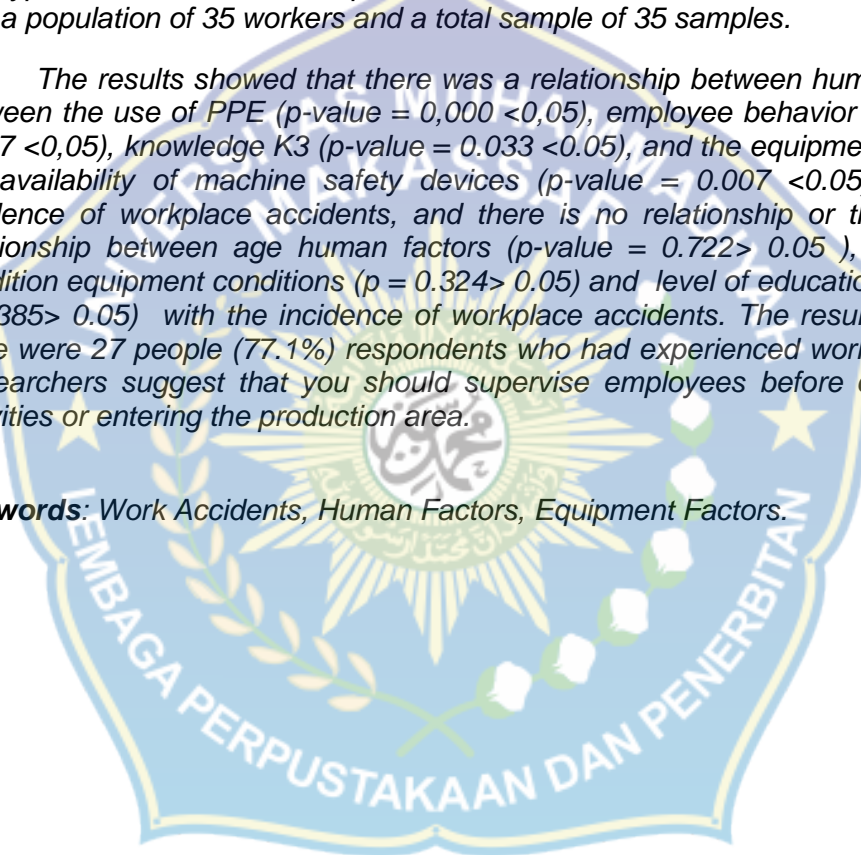 a population of 35 workers and a total sample of 35 samples.
The results showed that there was a relationship between hum
ween the use of PPE (p-value = 0,000 <0,05), employee behavior
7 <0,05), knowledge K3 (p-value = 0.033 <0.05), and the equipme
availability of machine safety devices (p-value = 0.007 <0.05
dence of workplace accidents, and there is no relationship or th
ionship between age human factors (p-value = 0.722> 0.05 ),
dition equipment conditions (p = 0.324> 0.05) and level of educatio
385> 0.05) with the incidence of workplace accidents. The resul
e were 27 people (77.1%) respondents who had experienced wor
earchers suggest that you should supervise employees before
vities or entering the production area.
words: Work Accidents, Human Factors, Equipment Factors.
UNIVERSITAS MUHAMMADIYAH
MAKASSAR
LEMBAGA PERPUSTAKAAN DAN PENERBITAN